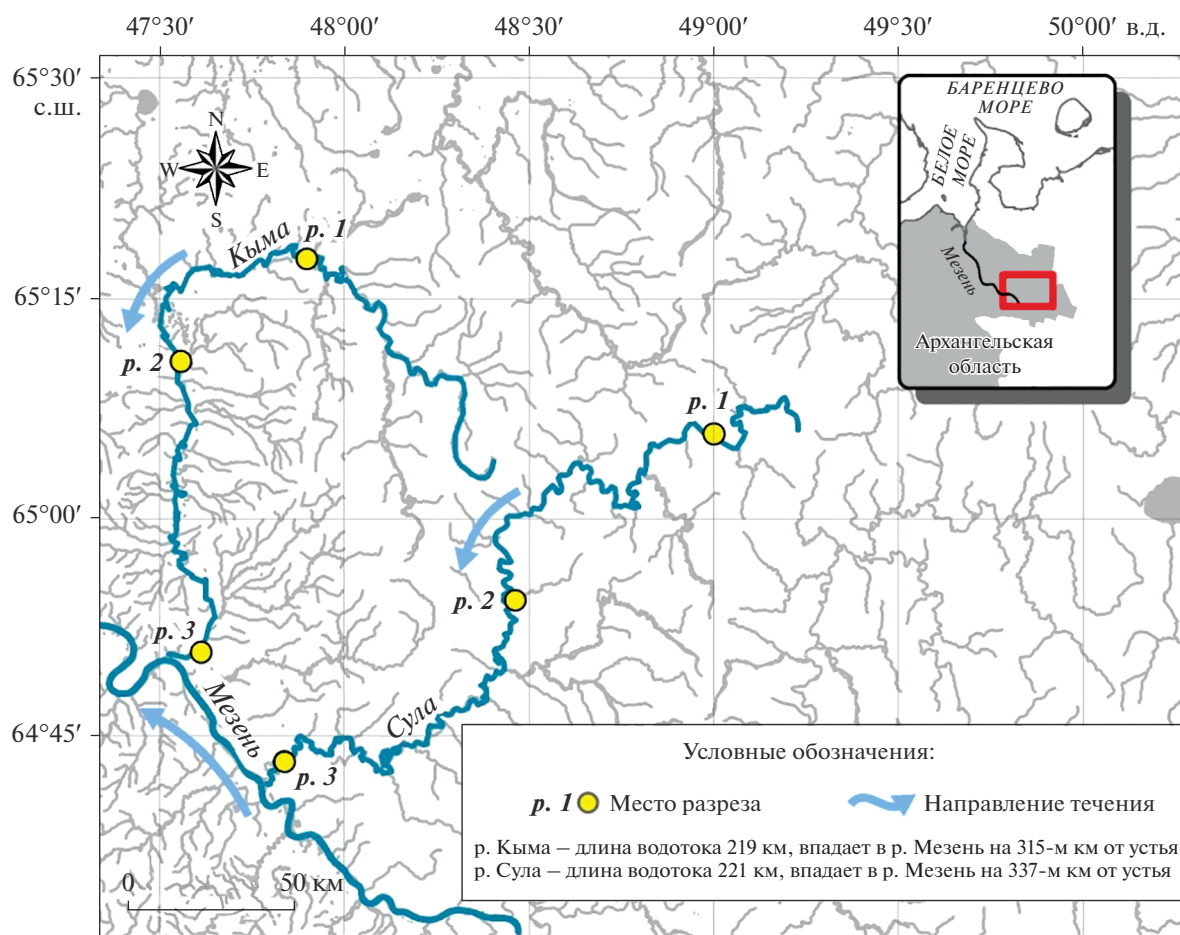 47°30′ 48°00′ 48°30′ 49°00′ 49°30′ 50°00′ в.д.
65°30′
с.ш.
65°15′
65°00′
64°45′
N
W E
S
Кыма
р. 1
р. 2
р. 3
р. 1
р. 2
р. 3
Мезень
Сула
0 50 км
БАРЕНЦЕВО
МОРЕ
БЕЛОЕ
МОРЕ
Мезень
Архангельская
область
Условные обозначения:
р. 1 Место разреза Направление течения
р. Кыма – длина водотока 219 км, впадает в р. Мезень на 315-м км от устья
р. Сула – длина водотока 221 км, впадает в р. Мезень на 337-м км от устья